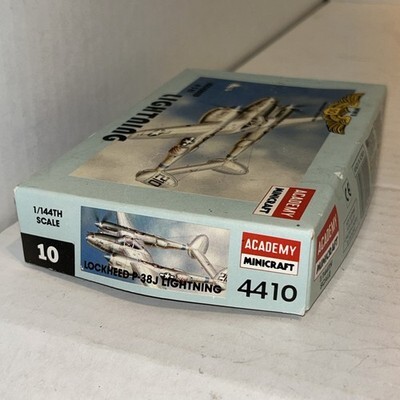 LIGHTNING
ACADEMY
MINICRAFT
1/144TH
SCALE
10
LOCKHEED P-38J LIGHTNING
ACADEMY
MINICRAFT
4410
ACADEMY
MINICRAFT